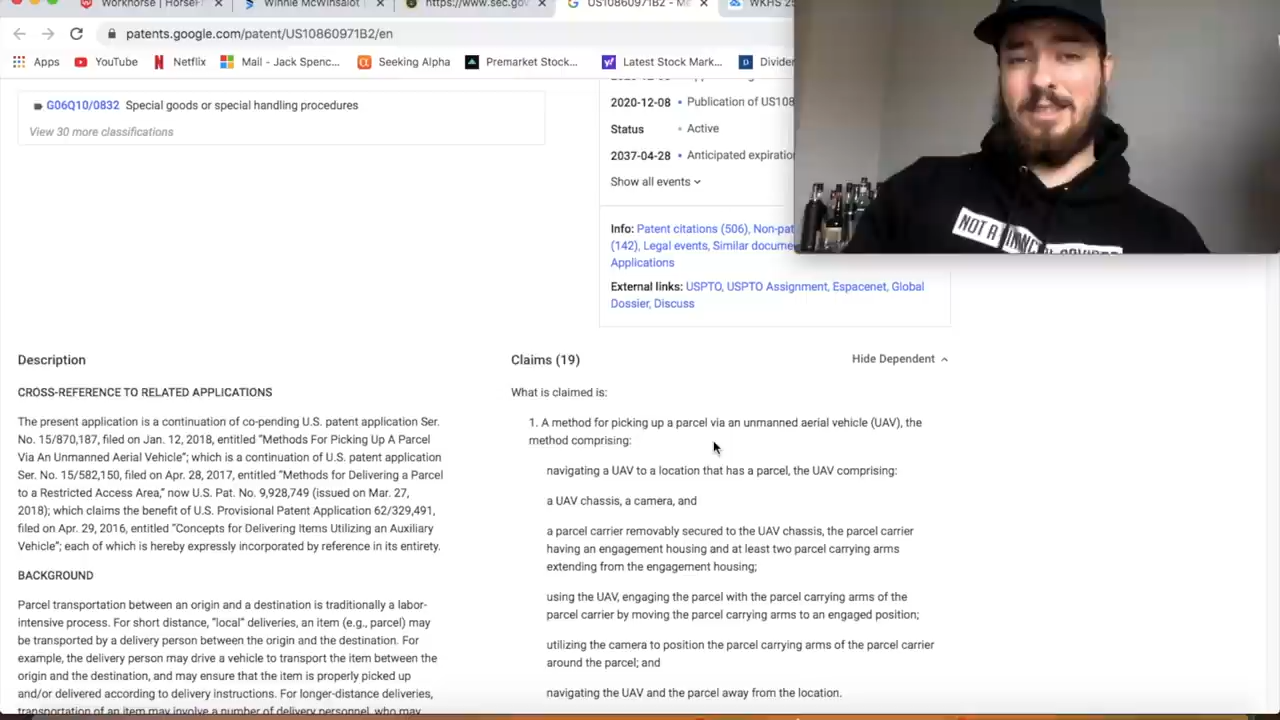 Workhorse | HorseF
Winnie McWinsalot
https://www.sec.gov
US10860971B2 - Me
WKHS 25
patents.google.com/patent/US10860971B2/en
Apps YouTube Netflix Mail - Jack Spenc... Seeking Alpha Premarket Stock... Latest Stock Mark... Dividen
G06Q10/0832 Special goods or special handling procedures
View 30 more classifications
2020-12-08 • Publication of US108
Status • Active
2037-04-28 • Anticipated expiratio
Show all events
Info: Patent citations (506), Non-pat
(142), Legal events, Similar docume
Applications
External links: USPTO, USPTO Assignment, Espacenet, Global
Dossier, Discuss
NOT A
Description
CROSS-REFERENCE TO RELATED APPLICATIONS
The present application is a continuation of co-pending U.S. patent application Ser.
No. 15/870,187, filed on Jan. 12, 2018, entitled “Methods For Picking Up A Parcel
Via An Unmanned Aerial Vehicle”; which is a continuation of U.S. patent application
Ser. No. 15/582,150, filed on Apr. 28, 2017, entitled “Methods for Delivering a Parcel
to a Restricted Access Area,” now U.S. Pat. No. 9,928,749 (issued on Mar. 27,
2018); which claims the benefit of U.S. Provisional Patent Application 62/329,491,
filed on Apr. 29, 2016, entitled “Concepts for Delivering Items Utilizing an Auxiliary
Vehicle”; each of which is hereby expressly incorporated by reference in its entirety.
BACKGROUND
Parcel transportation between an origin and a destination is traditionally a labor-
intensive process. For short distance, “local” deliveries, an item (e.g., parcel) may
be transported by a delivery person between the origin and the destination. For
example, the delivery person may drive a vehicle to transport the item between the
origin and the destination, and may ensure that the item is properly picked up
and/or delivered according to delivery instructions. For longer-distance deliveries,
transportation of an item may involve a number of delivery personnel, who may
Claims (19)
Hide Dependent
What is claimed is:
1. A method for picking up a parcel via an unmanned aerial vehicle (UAV), the
method comprising:
navigating a UAV to a location that has a parcel, the UAV comprising:
a UAV chassis, a camera, and
a parcel carrier removably secured to the UAV chassis, the parcel carrier
having an engagement housing and at least two parcel carrying arms
extending from the engagement housing;
using the UAV, engaging the parcel with the parcel carrying arms of the
parcel carrier by moving the parcel carrying arms to an engaged position;
utilizing the camera to position the parcel carrying arms of the parcel carrier
around the parcel; and
navigating the UAV and the parcel away from the location.